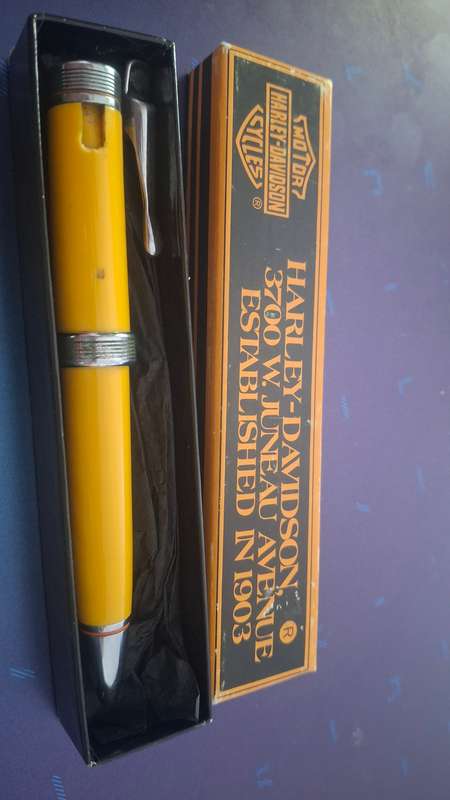 MOTOR
HARLEY-DAVIDSON
CYCLES
®
HARLEY-DAVIDSON, ®
3700 W. JUNEAU AVENUE
ESTABLISHED IN 1903